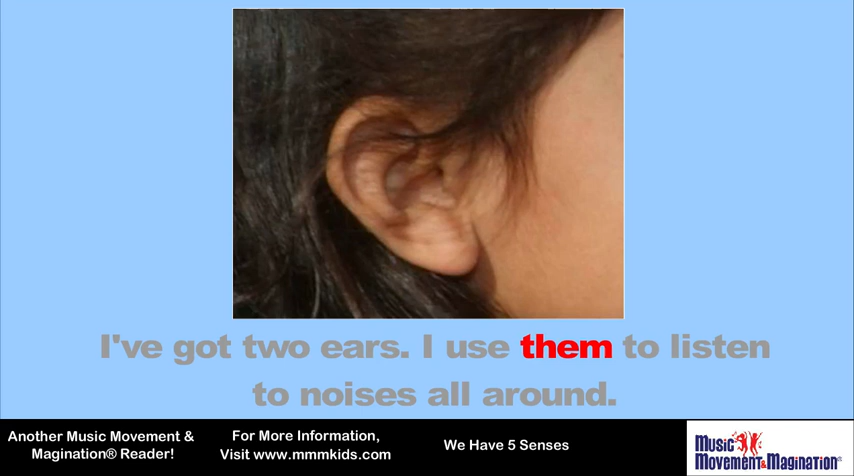 I've got two ears. I use them to listen
to noises all around.
Another Music Movement &
Magination® Reader!
For More Information,
Visit www.mmmkids.com
We Have 5 Senses
Music
Movement & Magination®